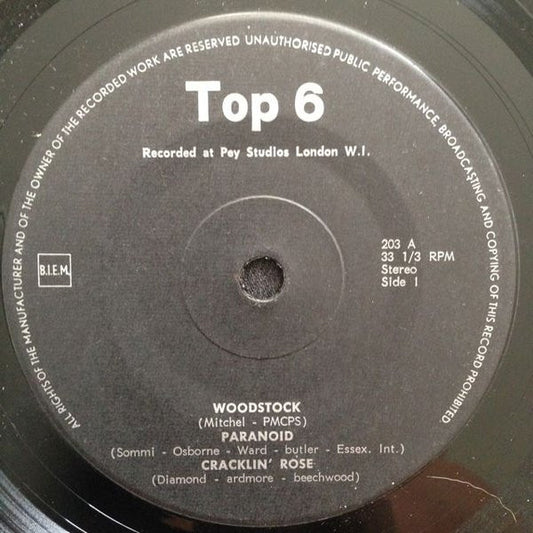 ALL RIGHTS OF THE MANUFACTURER AND OF THE OWNER OF THE RECORDED WORK ARE RESERVED UNAUTHORISED PUBLIC PERFORMANCE, BROADCASTING AND COPYING OF THIS RECORD PROHIBITED
Top 6
Recorded at Pey Studios London W.I.
B.I.E.M.
203 A
33 1/3 RPM
Stereo
Side 1
WOODSTOCK
(Mitchel - PMCPS)
PARANOID
(Sommi - Osborne - Ward - butler - Essex. Int.)
CRACKLIN' ROSE
(Diamond - ardmore - beechwood)